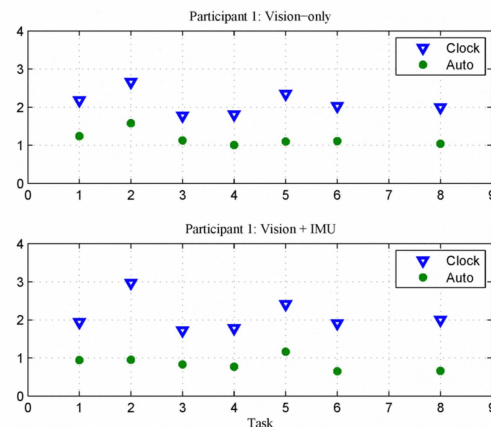 Participant 1: Vision−only
4
Clock
Auto
3
2
1
0
0 1 2 3 4 5 6 7 8 9
Participant 1: Vision + IMU
4
Clock
Auto
3
2
1
0
0 1 2 3 4 5 6 7 8 9
Task